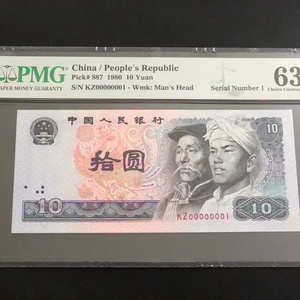 PMG
PAPER MONEY GUARANTY
China / People's Republic
Pick# 887 1980 10 Yuan
S/N KZ00000001 - Wmk: Man's Head
63
Serial Number 1
Choice Uncirculated
中国人民银行
10
拾圆
KZ00000001
10
10